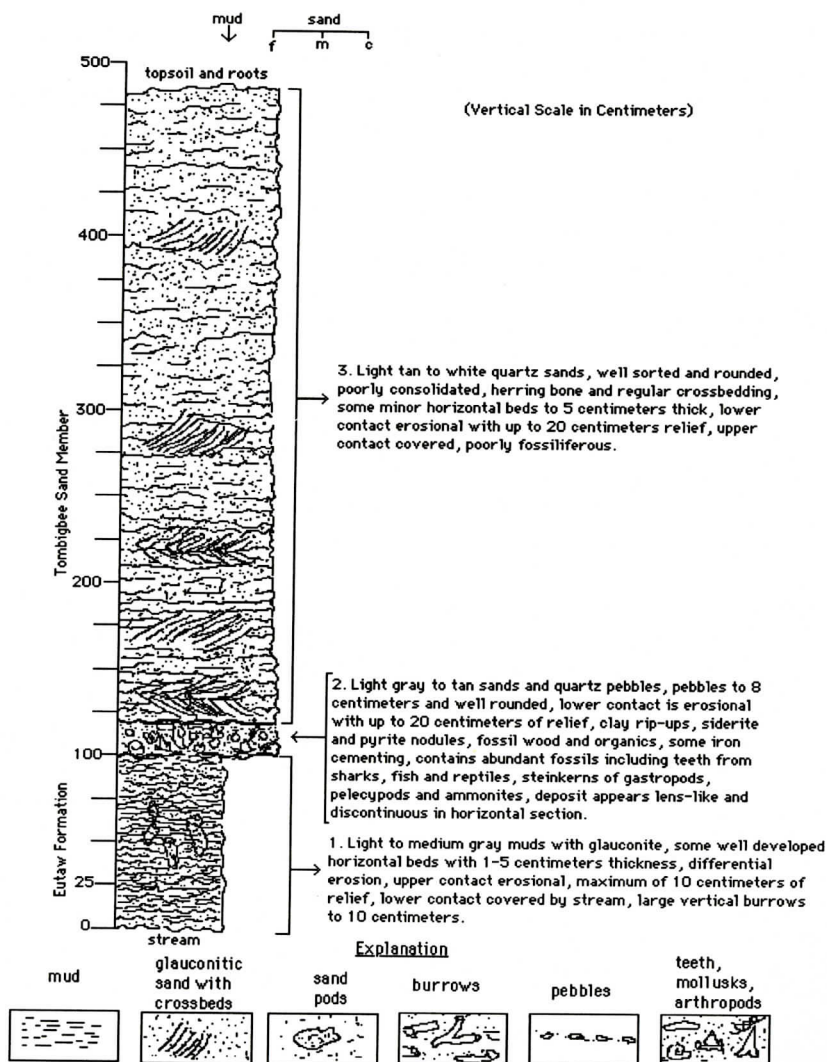 mud
sand
f m c
500
topsoil and roots
(Vertical Scale in Centimeters)
400
3. Light tan to white quartz sands, well sorted and rounded,
poorly consolidated, herring bone and regular crossbedding,
some minor horizontal beds to 5 centimeters thick, lower
contact erosional with up to 20 centimeters relief, upper
contact covered, poorly fossiliferous.
300
Tombigbee Sand Member
200
2. Light gray to tan sands and quartz pebbles, pebbles to 8
centimeters and well rounded, lower contact is erosional
with up to 20 centimeters of relief, clay rip-ups, siderite
and pyrite nodules, fossil wood and organics, some iron
cementing, contains abundant fossils including teeth from
sharks, fish and reptiles, steinkerns of gastropods,
pelecypods and ammonites, deposit appears lens-like and
discontinuous in horizontal section.
100
Eutaw Formation
1. Light to medium gray muds with glauconite, some well developed
horizontal beds with 1-5 centimeters thickness, differential
erosion, upper contact erosional, maximum of 10 centimeters of
relief, lower contact covered by stream, large vertical burrows
to 10 centimeters.
25
0
stream
Explanation
mud
glauconitic
sand with
crossbeds
sand
pods
burrows
pebbles
teeth,
mollusks,
arthropods